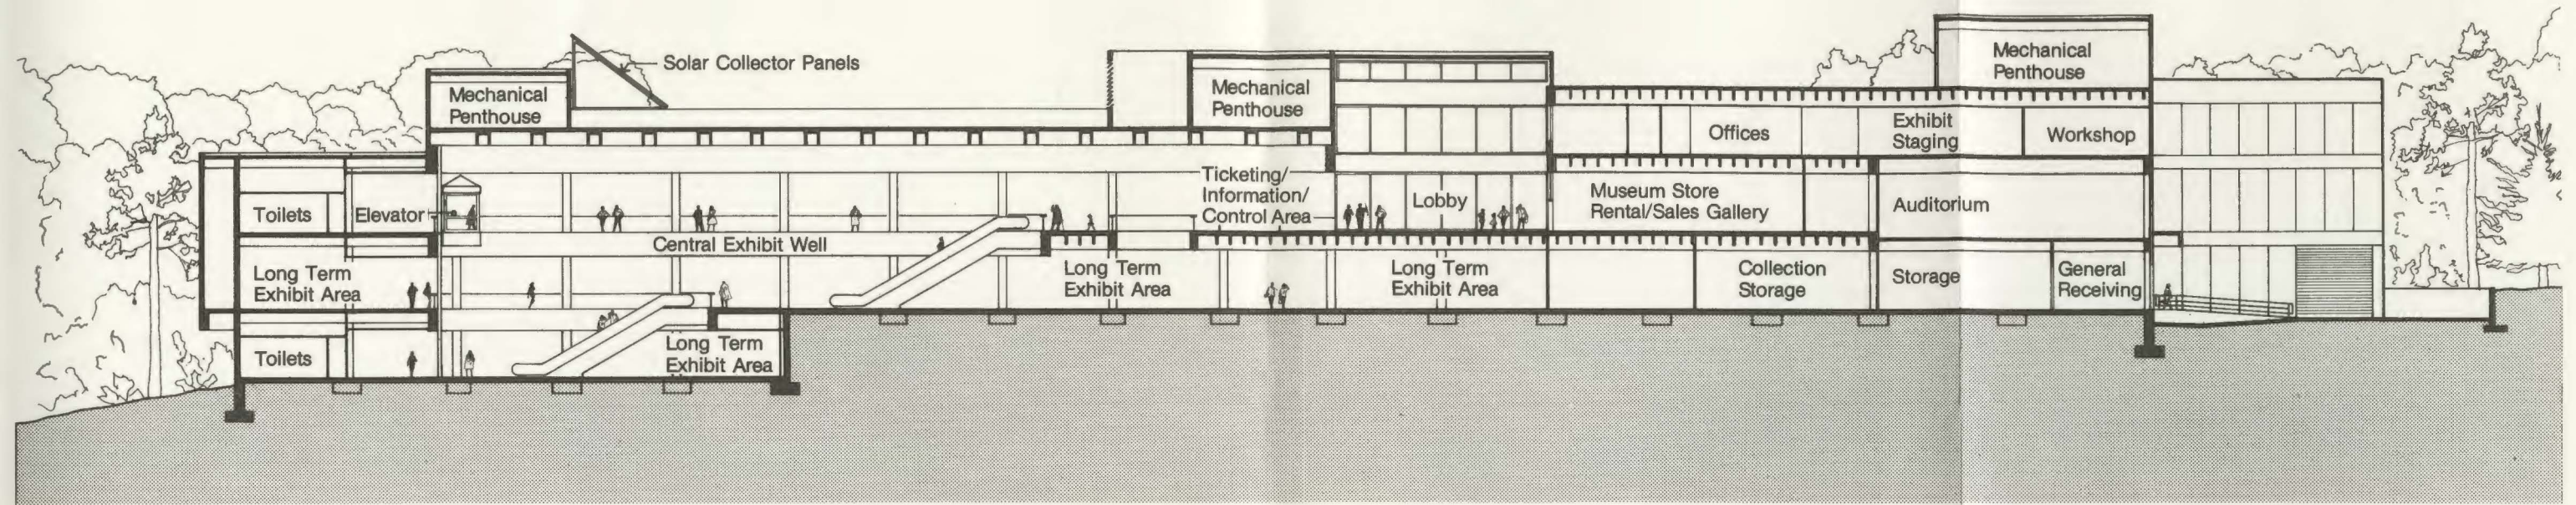 Solar Collector Panels
Mechanical
Penthouse
Mechanical
Penthouse
Mechanical
Penthouse
Offices
Exhibit
Staging
Workshop
Toilets
Elevator
Ticketing/
Information/
Control Area
Lobby
Museum Store
Rental/Sales Gallery
Auditorium
Central Exhibit Well
Long Term
Exhibit Area
Long Term
Exhibit Area
Long Term
Exhibit Area
Collection
Storage
Storage
General
Receiving
Toilets
Long Term
Exhibit Area